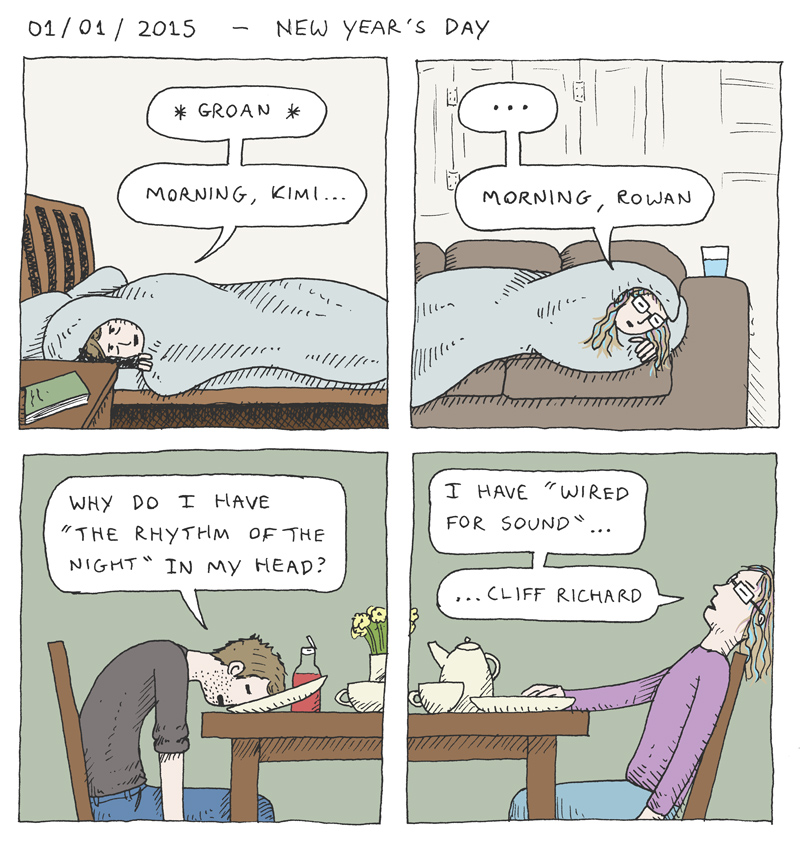 01/01/2015 – NEW YEAR'S DAY
* GROAN *
MORNING, KIMI...
...
MORNING, ROWAN
WHY DO I HAVE
"THE RHYTHM OF THE
NIGHT" IN MY HEAD?
I HAVE "WIRED
FOR SOUND"...
...CLIFF RICHARD